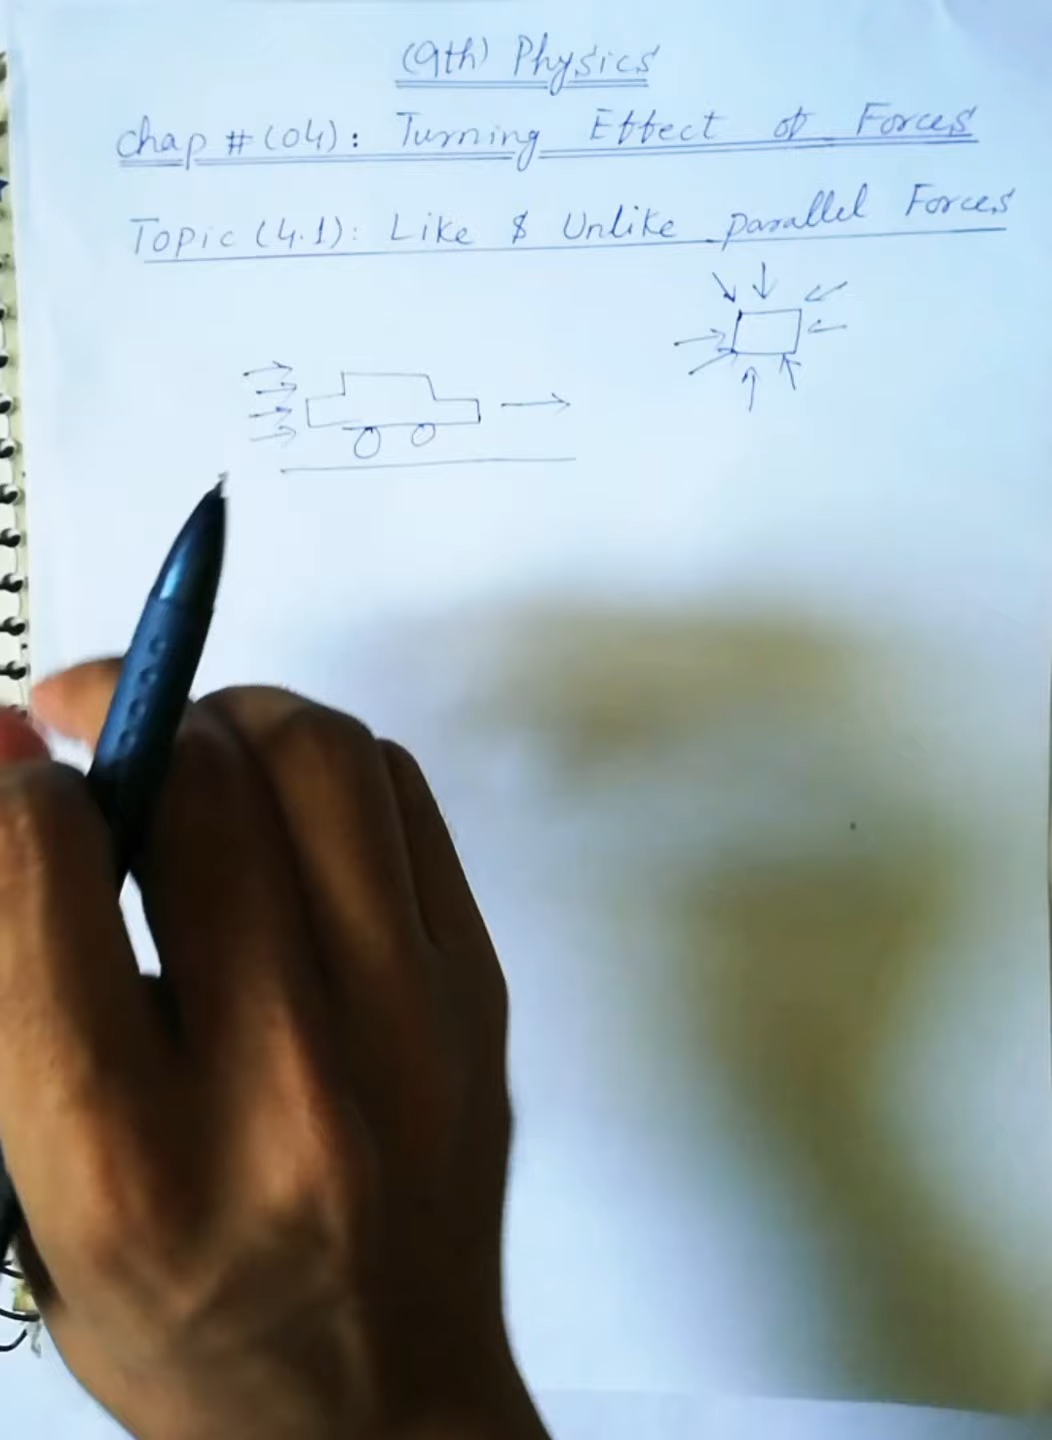 (9th) Physics
Chap # (04): Turning Effect of Forces
Topic (4.1): Like & Unlike parallel Forces